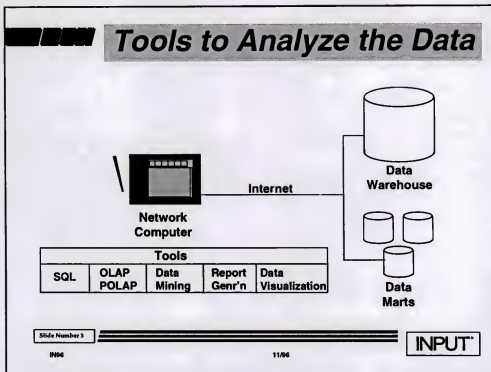 Tools to Analyze the Data
Internet
Network
Computer
Data
Warehouse
Data
Marts
Tools
SQL
OLAP
POLAP
Data
Mining
Report
Genr'n
Data
Visualization
Slide Number 3
IN96
11/96
INPUT